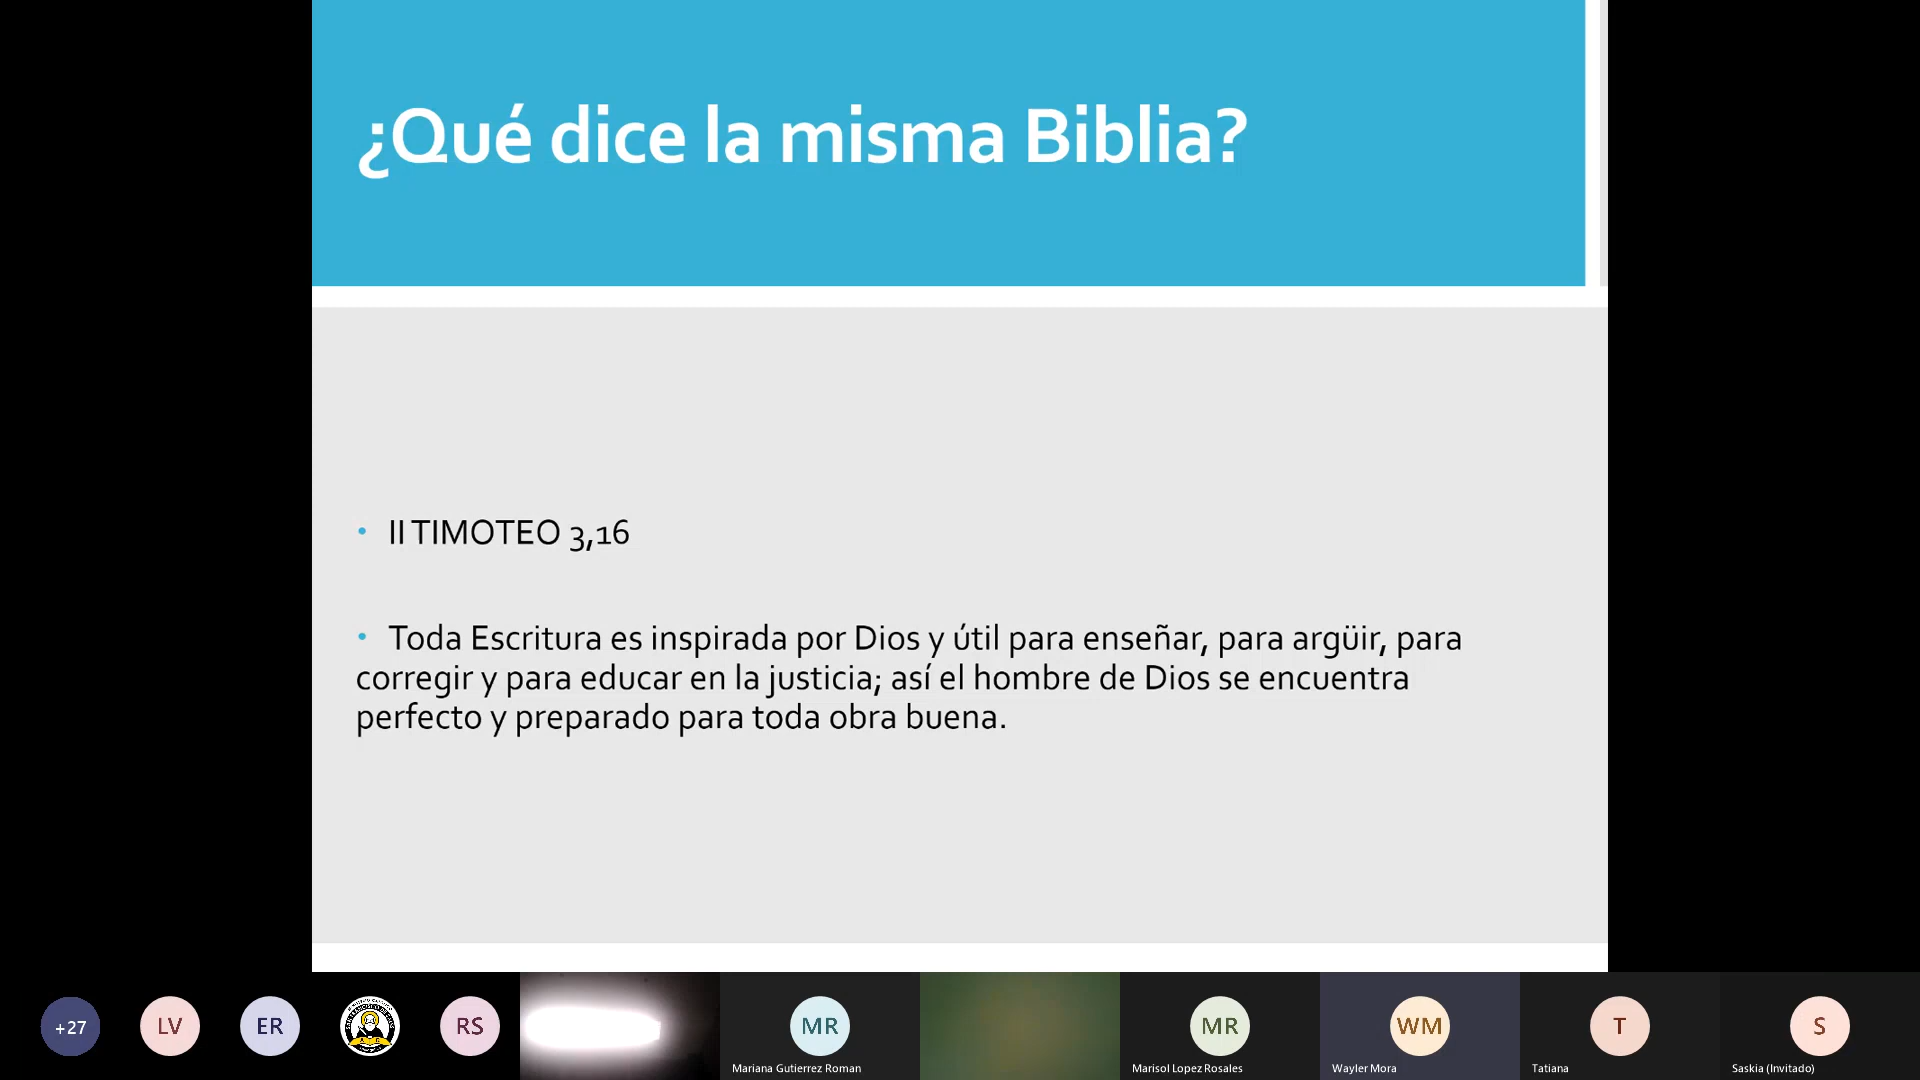 ¿Qué dice la misma Biblia?
• II TIMOTEO 3,16
• Toda Escritura es inspirada por Dios y útil para enseñar, para argüir, para
corregir y para educar en la justicia; así el hombre de Dios se encuentra
perfecto y preparado para toda obra buena.
+27
LV
ER
RS
MR
MR
WM
T
S
Mariana Gutierrez Roman
Marisol Lopez Rosales
Wayler Mora
Tatiana
Saskia (Invitado)